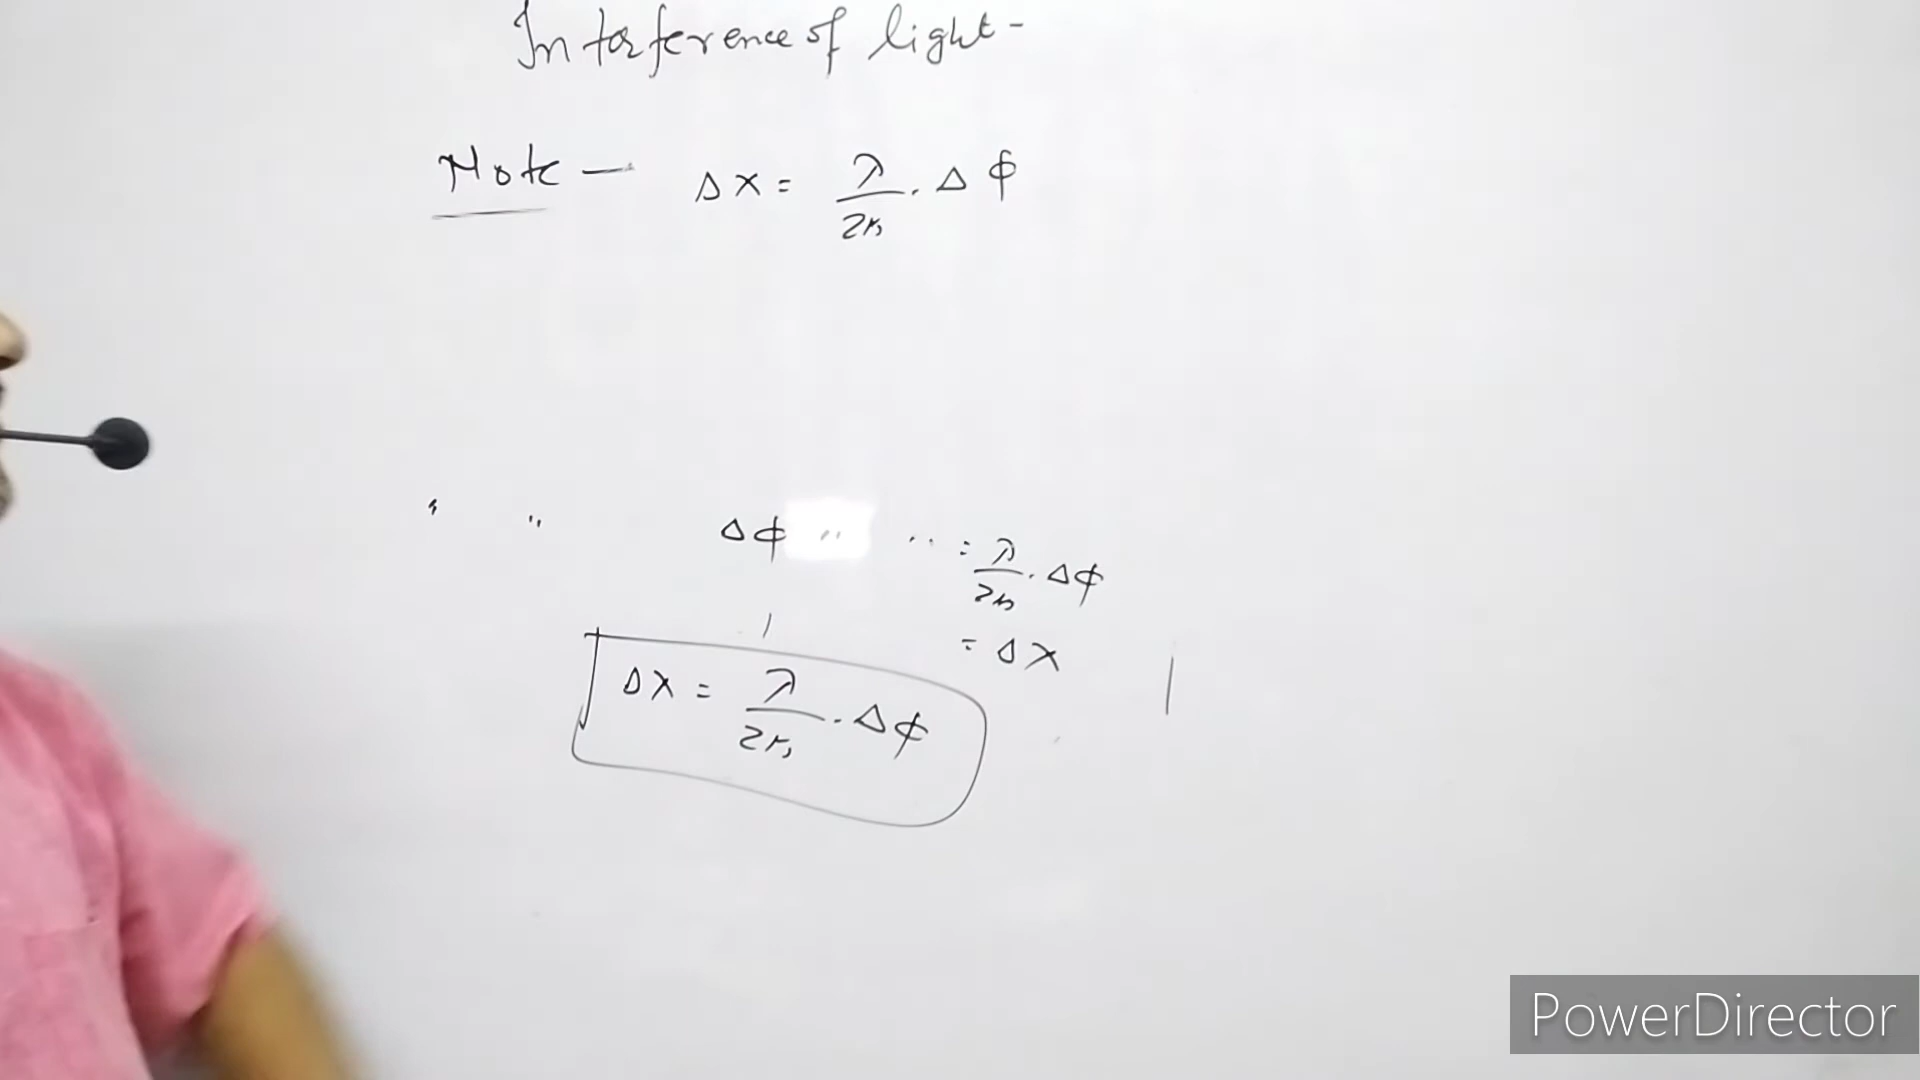 Interference of light -
Note - Δx = λ/2π . Δϕ
" " Δϕ " " = λ/2π . Δϕ
= Δx
Δx = λ/2π . Δϕ
PowerDirector